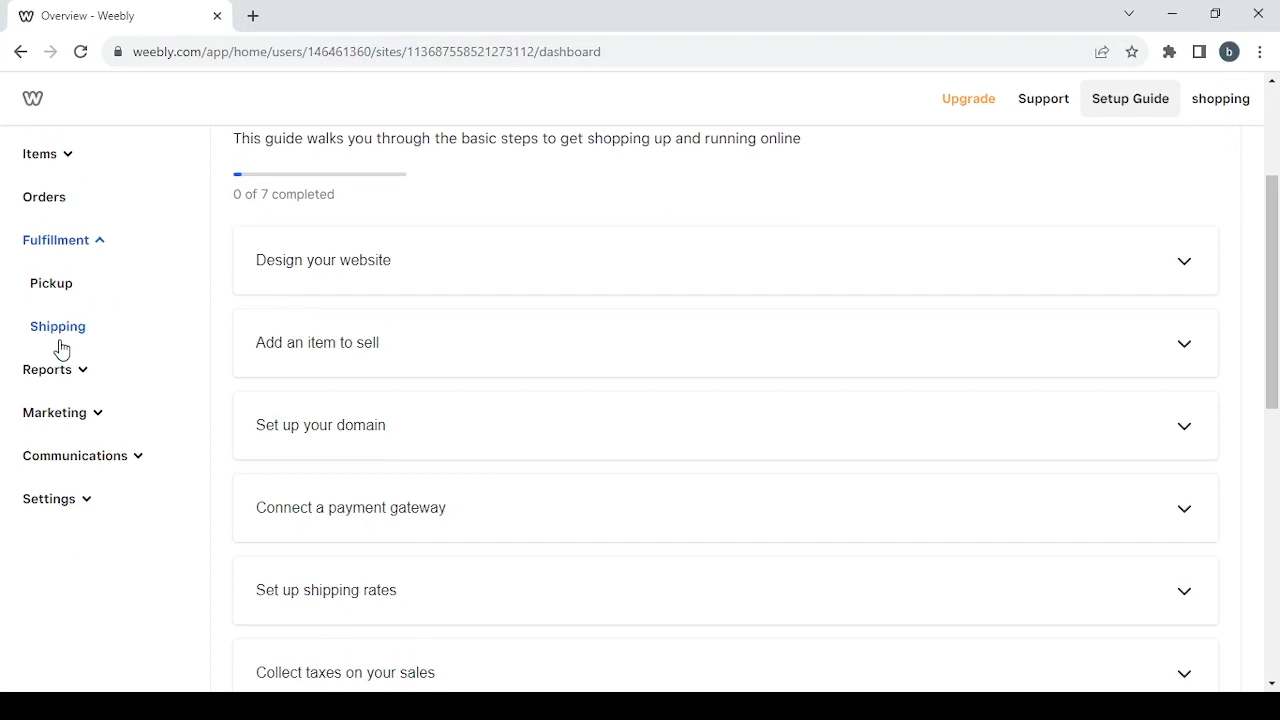 Overview - Weebly
weebly.com/app/home/users/146461360/sites/113687558521273112/dashboard
b
Upgrade
Support
Setup Guide
shopping
Items
Orders
Fulfillment
Pickup
Shipping
Reports
Marketing
Communications
Settings
This guide walks you through the basic steps to get shopping up and running online
0 of 7 completed
Design your website
Add an item to sell
Set up your domain
Connect a payment gateway
Set up shipping rates
Collect taxes on your sales